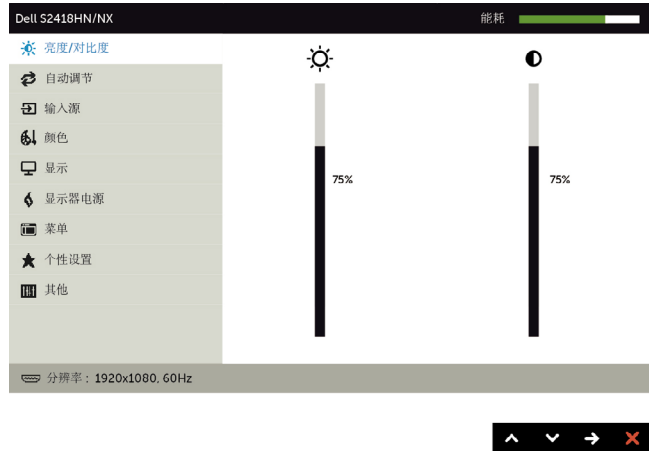 Dell S2418HN/NX 能耗
亮度/对比度
自动调节
输入源
颜色
显示
显示器电源
菜单
个性设置
其他
75% 75%
分辨率：1920x1080, 60Hz